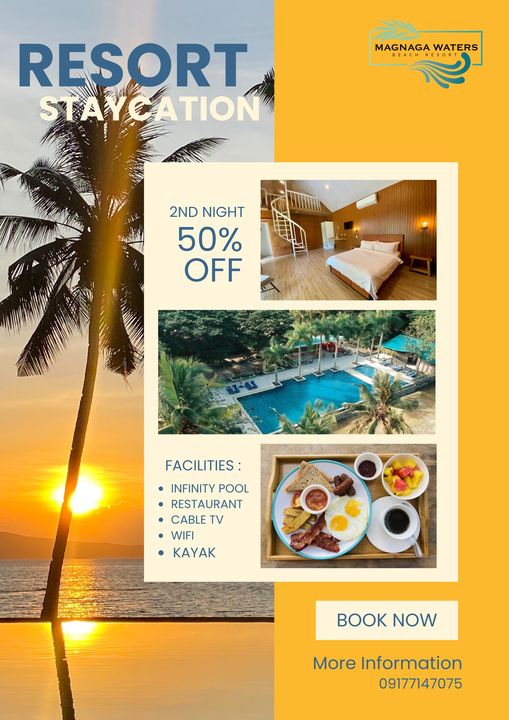 RESORT
STAYCATION
MAGNAGA WATERS
BEACH RESORT
2ND NIGHT
50%
OFF
FACILITIES :
• INFINITY POOL
• RESTAURANT
• CABLE TV
• WIFI
• KAYAK
BOOK NOW
More Information
09177147075